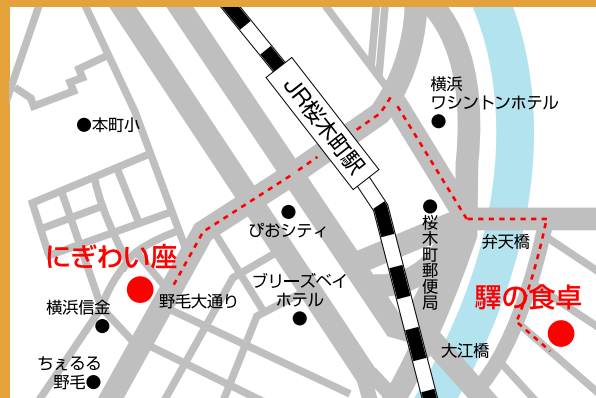 横浜
ワシントンホテル
本町小
JR桜木町駅
ぴおシティ
桜木町郵便局
弁天橋
にぎわい座
野毛大通り
ブリーズベイ
ホテル
驛の食卓
横浜信金
大江橋
ちぇるる
野毛